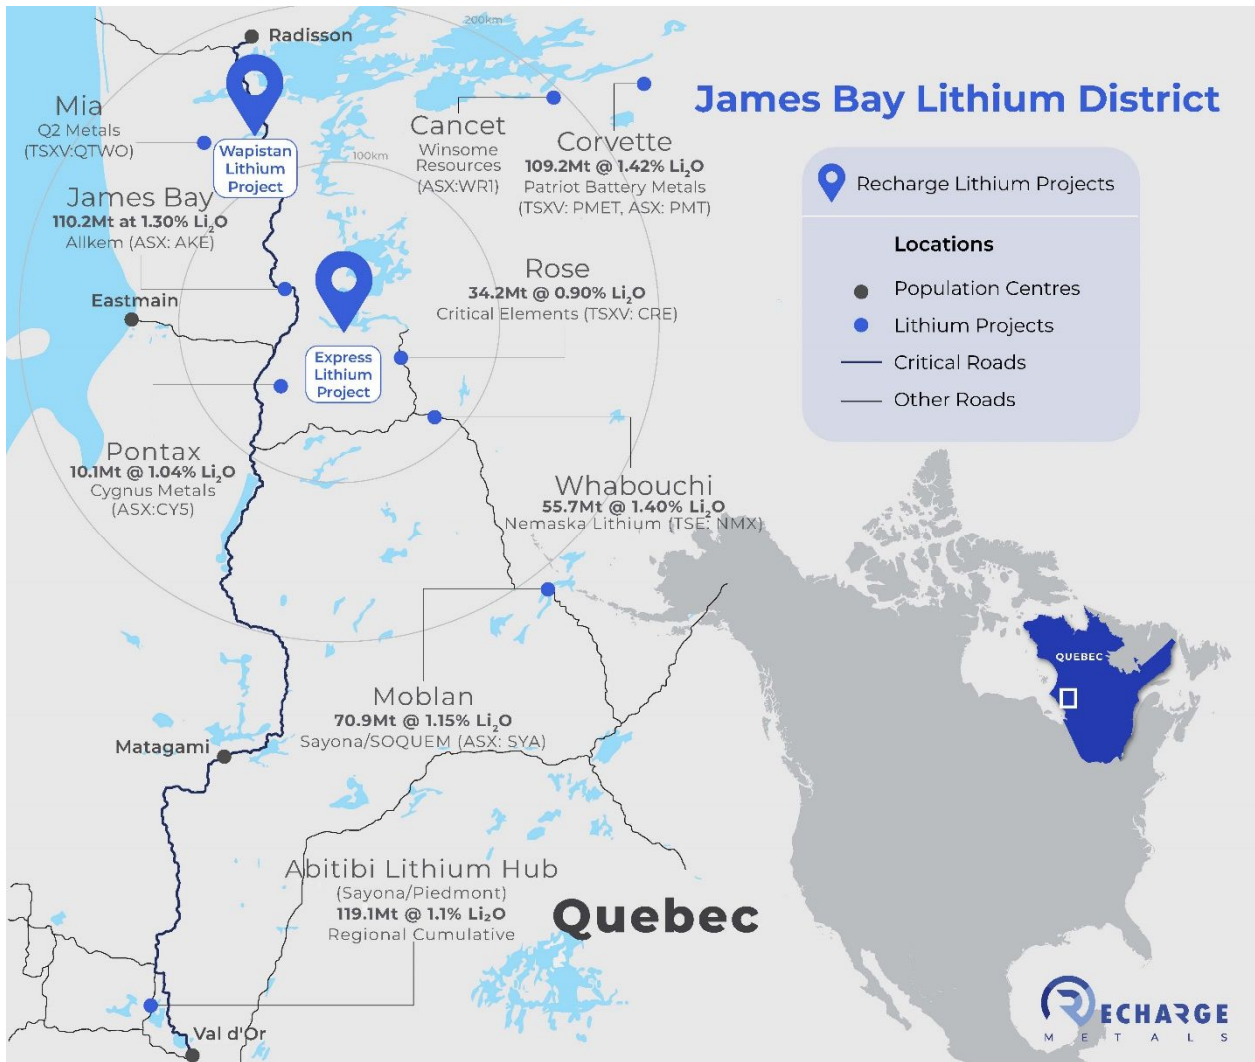 200km
Radisson
James Bay Lithium District
Mia
Q2 Metals
(TSXV:QTWO)
Wapistan
Lithium
Project
100km
Cancet
Winsome
Resources
(ASX:WR1)
Corvette
109.2Mt @ 1.42% Li₂O
Patriot Battery Metals
(TSXV: PMET, ASX: PMT)
Recharge Lithium Projects
Locations
Population Centres
Lithium Projects
Critical Roads
Other Roads
James Bay
110.2Mt at 1.30% Li₂O
Allkem (ASX: AKE)
Eastmain
Rose
34.2Mt @ 0.90% Li₂O
Critical Elements (TSXV: CRE)
Express
Lithium
Project
Pontax
10.1Mt @ 1.04% Li₂O
Cygnus Metals
(ASX:CY5)
Whabouchi
55.7Mt @ 1.40% Li₂O
Nemaska Lithium (TSE: NMX)
QUEBEC
Moblan
70.9Mt @ 1.15% Li₂O
Sayona/SOQUEM (ASX: SYA)
Matagami
Abitibi Lithium Hub
(Sayona/Piedmont)
119.1Mt @ 1.1% Li₂O
Regional Cumulative
Quebec
Val d'Or
RECHARGE
METALS